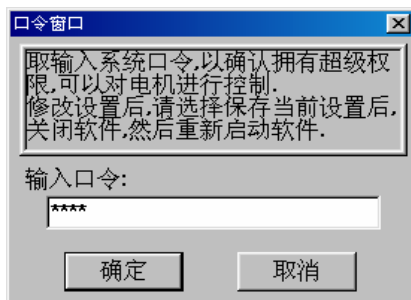 口令窗口
取输入系统口令,以确认拥有超级权
限,可以对电机进行控制.
修改设置后,请选择保存当前设置后,
关闭软件,然后重新启动软件.
输入口令:
****
确定
取消